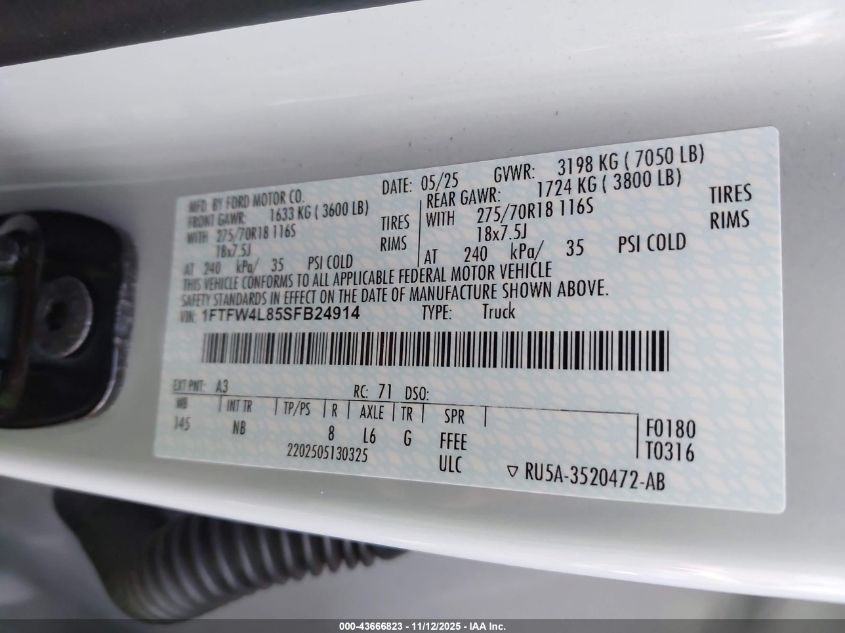 MFD BY FORD MOTOR CO.
DATE: 05/25 GVWR: 3198 KG ( 7050 LB)
FRONT GAWR: 1633 KG ( 3600 LB)
REAR GAWR: 1724 KG ( 3800 LB)
WITH 275/70R18 116S TIRES
WITH 275/70R18 116S TIRES
18x7.5J RIMS
18x7.5J RIMS
AT 240 kPa/ 35 PSI COLD
AT 240 kPa/ 35 PSI COLD
THIS VEHICLE CONFORMS TO ALL APPLICABLE FEDERAL MOTOR VEHICLE
SAFETY STANDARDS IN EFFECT ON THE DATE OF MANUFACTURE SHOWN ABOVE.
VIN: 1FTFW4L85SFB24914 TYPE: Truck
EXT PNT: A3 RC: 71 DSO:
WB INT TR TP/PS R AXLE TR SPR
145 NB 8 L6 G FFEE
F0180
2202505130325 ULC
T0316
RU5A-3520472-AB
000-43666823 - 11/12/2025 - IAA Inc.